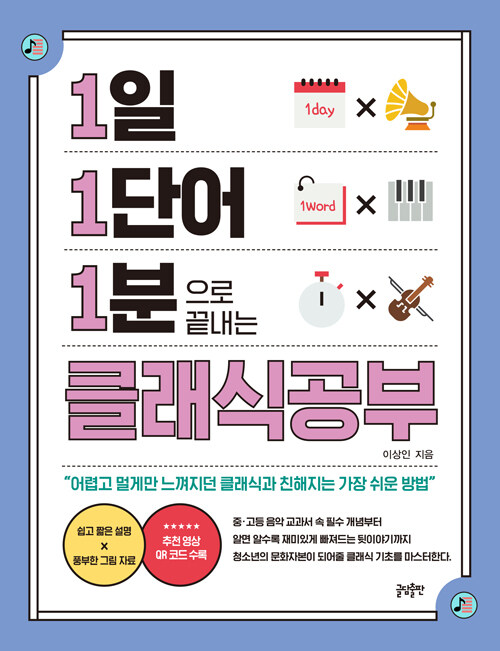 1일
1day
1단어
1word
1분으로
끝내는
클래식공부
이상인 지음
“어렵고 멀게만 느껴지던 클래식과 친해지는 가장 쉬운 방법”
쉽고 짧은 설명
×
풍부한 그림 자료
★★★★★
추천 영상
QR 코드 수록
중·고등 음악 교과서 속 필수 개념부터
알면 알수록 재미있게 빠져드는 뒷이야기까지
청소년의 문화자본이 되어줄 클래식 기초를 마스터한다.
글담출판